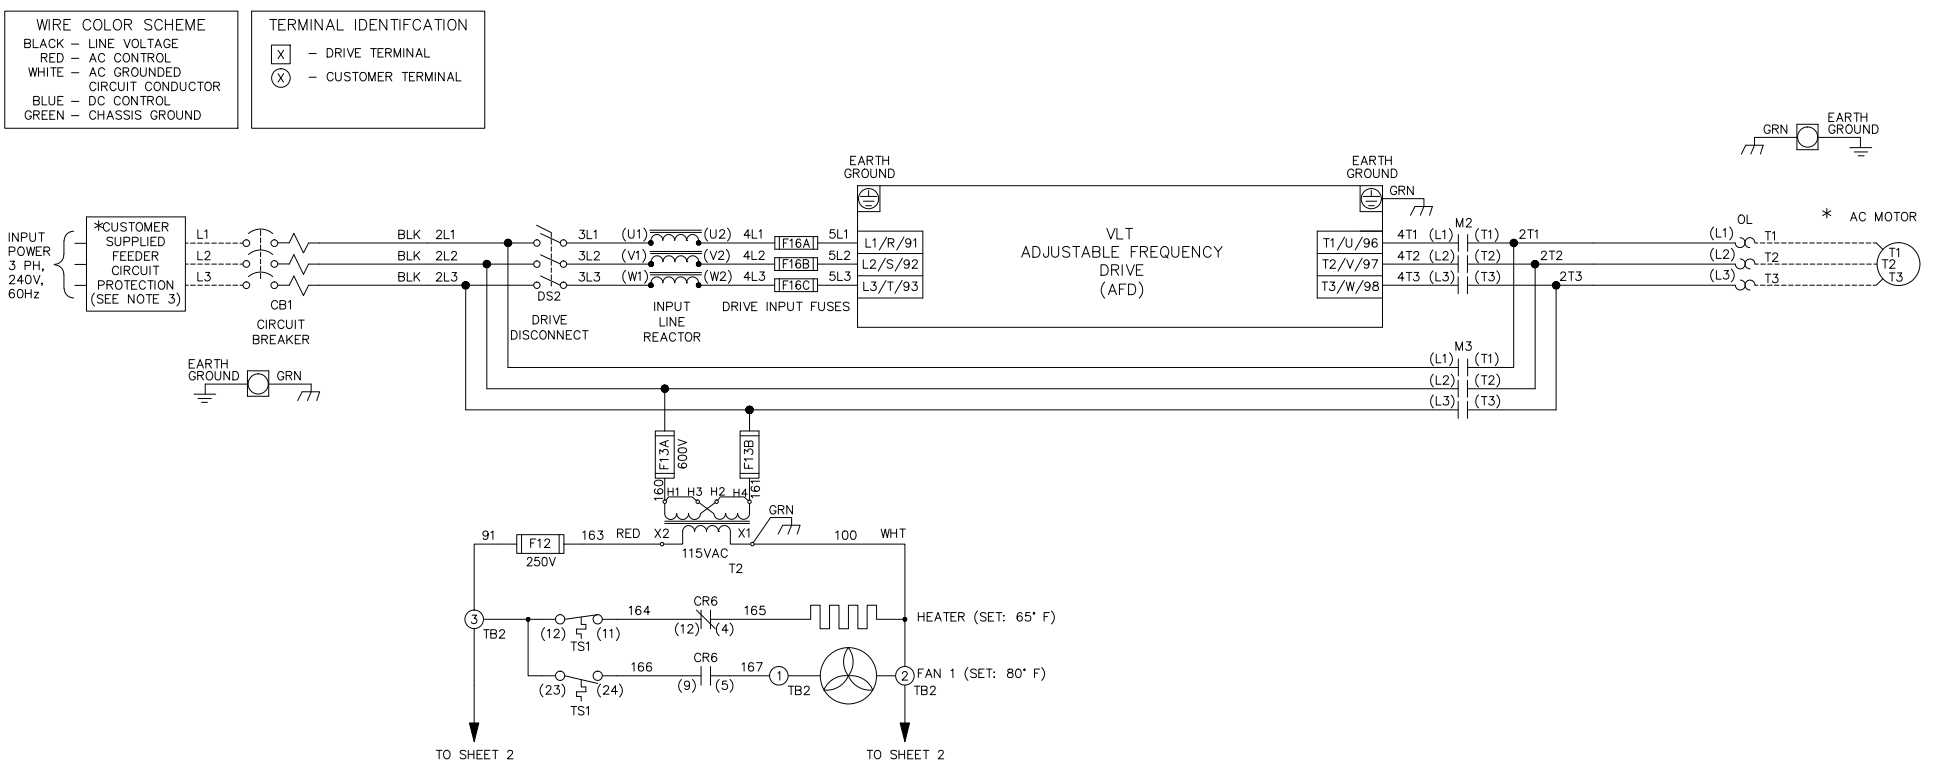 WIRE COLOR SCHEME
BLACK – LINE VOLTAGE
RED – AC CONTROL
WHITE – AC GROUNDED
CIRCUIT CONDUCTOR
BLUE – DC CONTROL
GREEN – CHASSIS GROUND
TERMINAL IDENTIFCATION
X – DRIVE TERMINAL
X – CUSTOMER TERMINAL
INPUT
POWER
3 PH,
240V,
60Hz
*CUSTOMER
SUPPLIED
FEEDER
CIRCUIT
PROTECTION
(SEE NOTE 3)
L1
L2
L3
CB1
CIRCUIT
BREAKER
EARTH
GROUND
GRN
BLK 2L1
BLK 2L2
BLK 2L3
DS2
DRIVE
DISCONNECT
3L1
3L2
3L3
(U1) (U2)
(V1) (V2)
(W1) (W2)
INPUT
LINE
REACTOR
4L1
4L2
4L3
F16A
F16B
F16C
DRIVE INPUT FUSES
5L1
5L2
5L3
EARTH
GROUND
L1/R/91
L2/S/92
L3/T/93
VLT
ADJUSTABLE FREQUENCY
DRIVE
(AFD)
EARTH
GROUND
GRN
T1/U/96
T2/V/97
T3/W/98
4T1
4T2
4T3
M2
(L1) (T1)
(L2) (T2)
(L3) (T3)
2T1
2T2
2T3
M3
(L1) (T1)
(L2) (T2)
(L3) (T3)
OL
(L1) T1
(L2) T2
(L3) T3
* AC MOTOR
T1
T2
T3
GRN
EARTH
GROUND
F13A
600V
F13B
160
161
H1 H3 H2 H4
GRN
91
F12
250V
163
RED
X2
X1
115VAC
T2
100
WHT
3
TB2
(12) (11)
TS1
164
CR6
(12) (4)
165
HEATER (SET: 65° F)
(23) (24)
TS1
166
CR6
(9) (5)
167
1
TB2
2
TB2
FAN 1 (SET: 80° F)
TO SHEET 2
TO SHEET 2